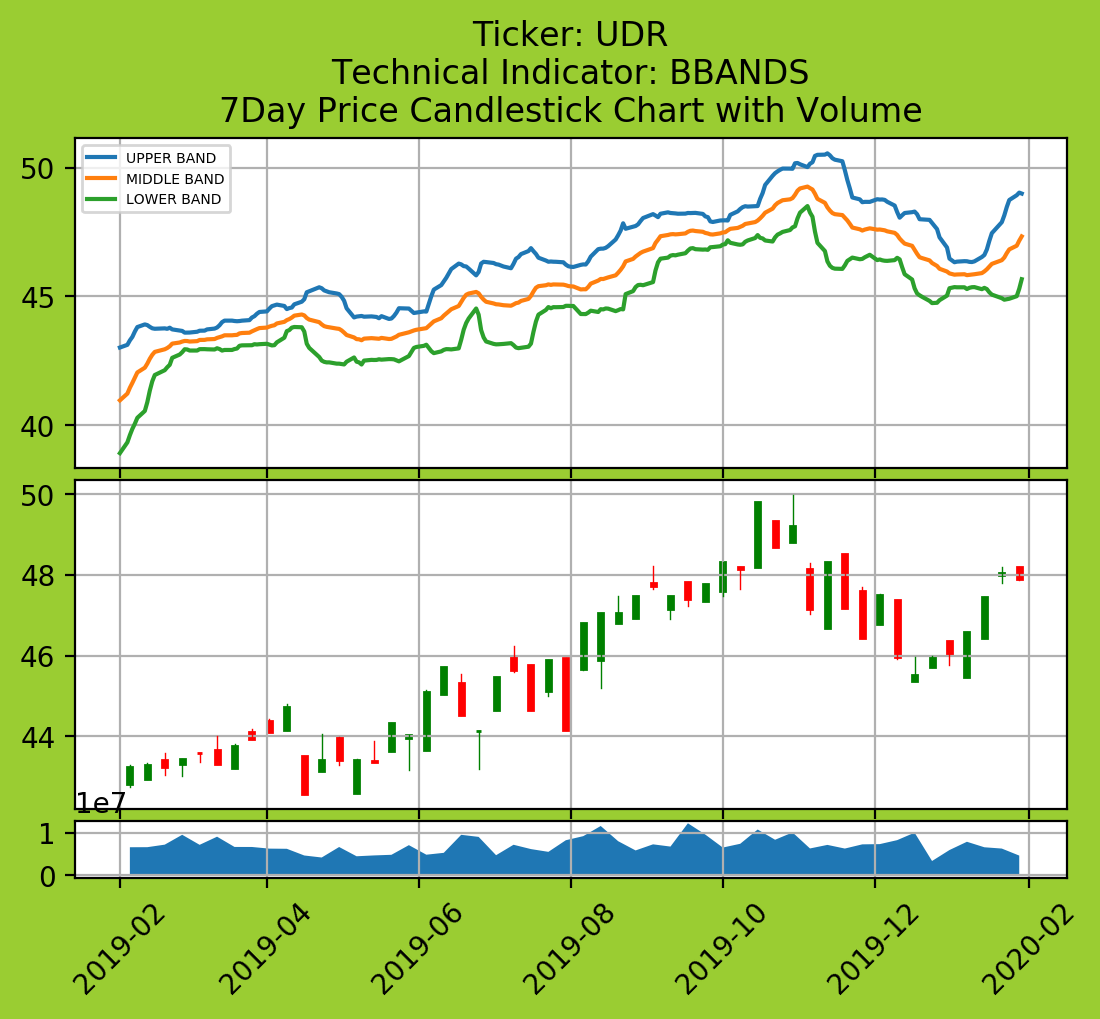 Ticker: UDR
Technical Indicator: BBANDS
7Day Price Candlestick Chart with Volume
UPPER BAND
MIDDLE BAND
LOWER BAND
50
45
40
50
48
46
44
1e7
1
0
2019-02
2019-04
2019-06
2019-08
2019-10
2019-12
2020-02